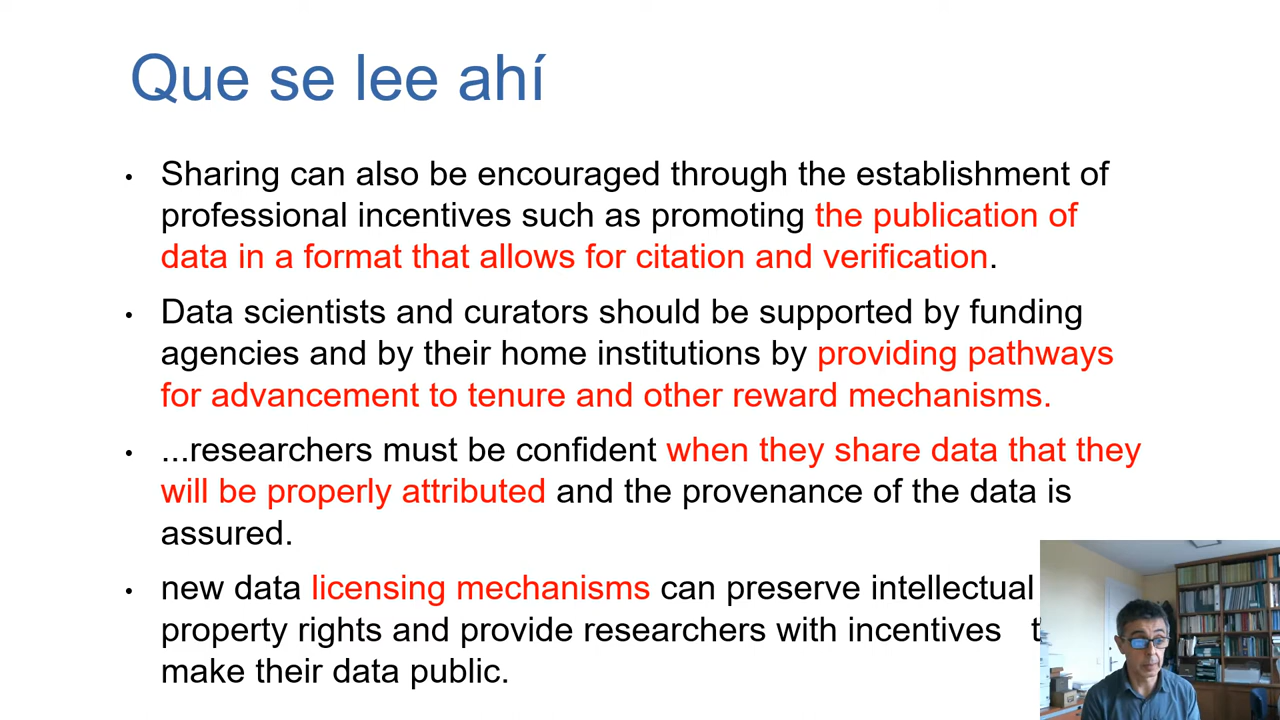 Que se lee ahí
• Sharing can also be encouraged through the establishment of
professional incentives such as promoting the publication of
data in a format that allows for citation and verification.
• Data scientists and curators should be supported by funding
agencies and by their home institutions by providing pathways
for advancement to tenure and other reward mechanisms.
• ...researchers must be confident when they share data that they
will be properly attributed and the provenance of the data is
assured.
• new data licensing mechanisms can preserve intellectual
property rights and provide researchers with incentives
make their data public.